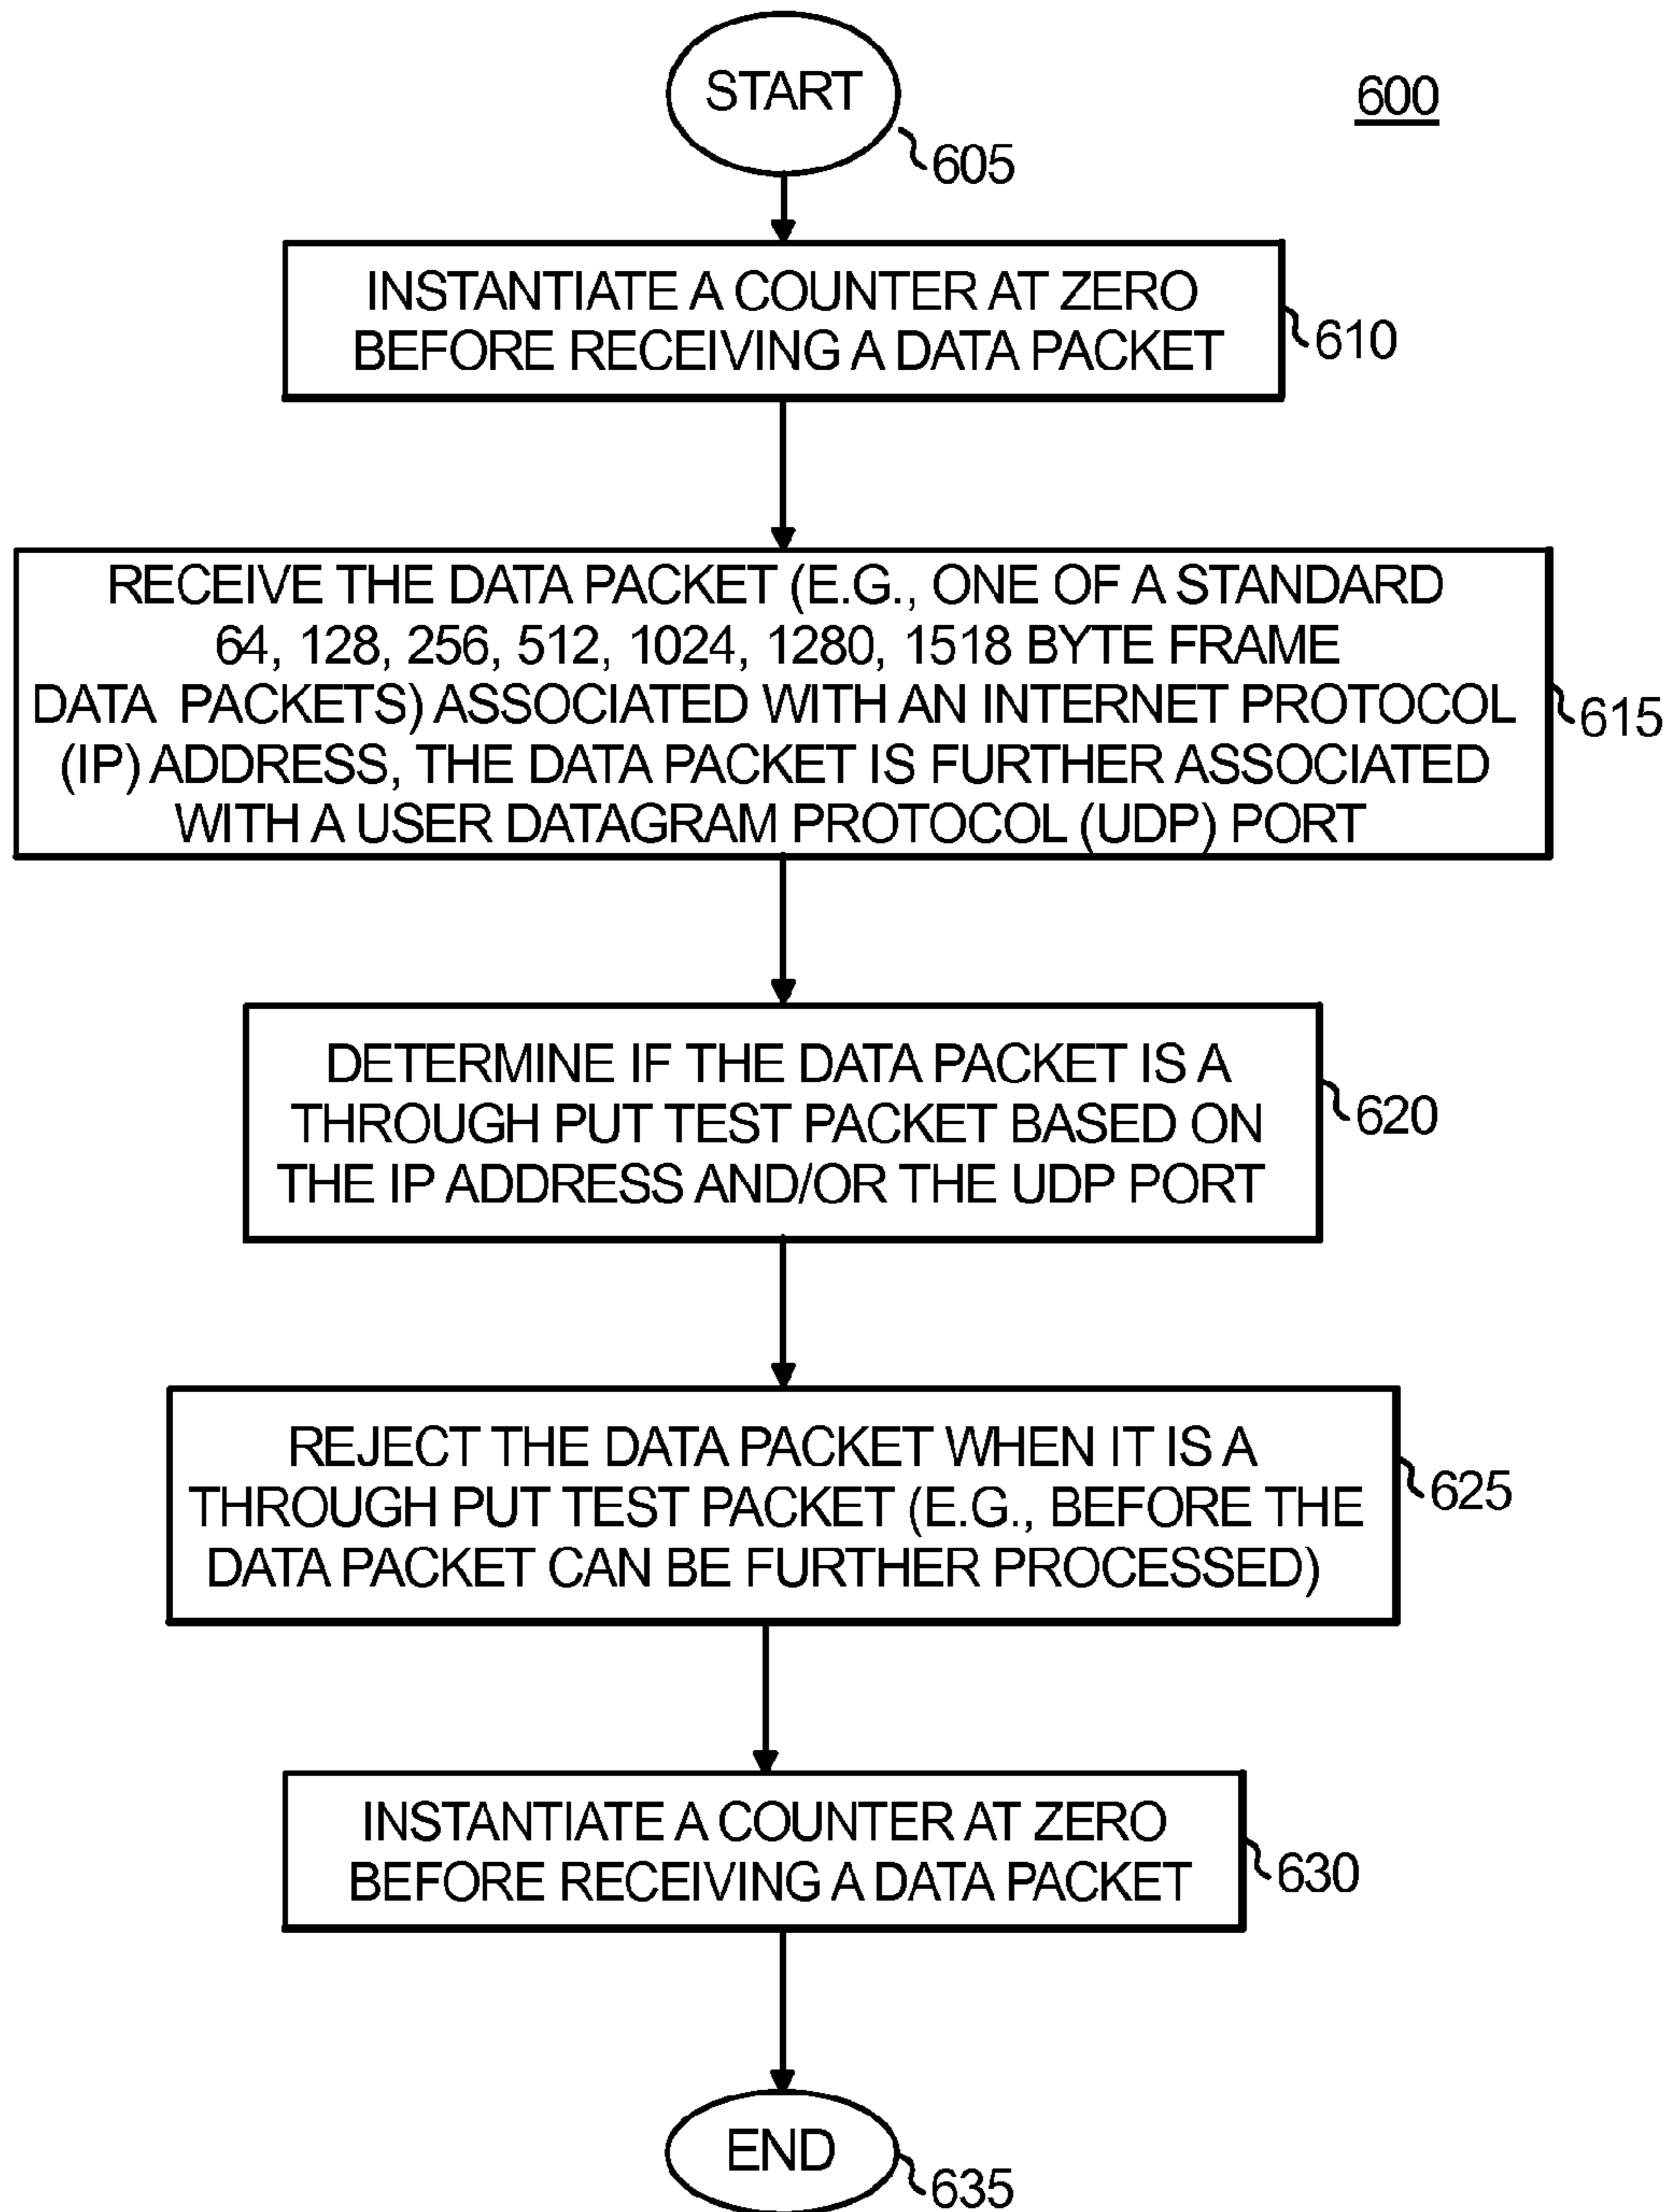 START
600
605
INSTANTIATE A COUNTER AT ZERO
BEFORE RECEIVING A DATA PACKET
610
RECEIVE THE DATA PACKET (E.G., ONE OF A STANDARD
64, 128, 256, 512, 1024, 1280, 1518 BYTE FRAME
DATA PACKETS) ASSOCIATED WITH AN INTERNET PROTOCOL
(IP) ADDRESS, THE DATA PACKET IS FURTHER ASSOCIATED
WITH A USER DATAGRAM PROTOCOL (UDP) PORT
615
DETERMINE IF THE DATA PACKET IS A
THROUGH PUT TEST PACKET BASED ON
THE IP ADDRESS AND/OR THE UDP PORT
620
REJECT THE DATA PACKET WHEN IT IS A
THROUGH PUT TEST PACKET (E.G., BEFORE THE
DATA PACKET CAN BE FURTHER PROCESSED)
625
INSTANTIATE A COUNTER AT ZERO
BEFORE RECEIVING A DATA PACKET
630
END
635